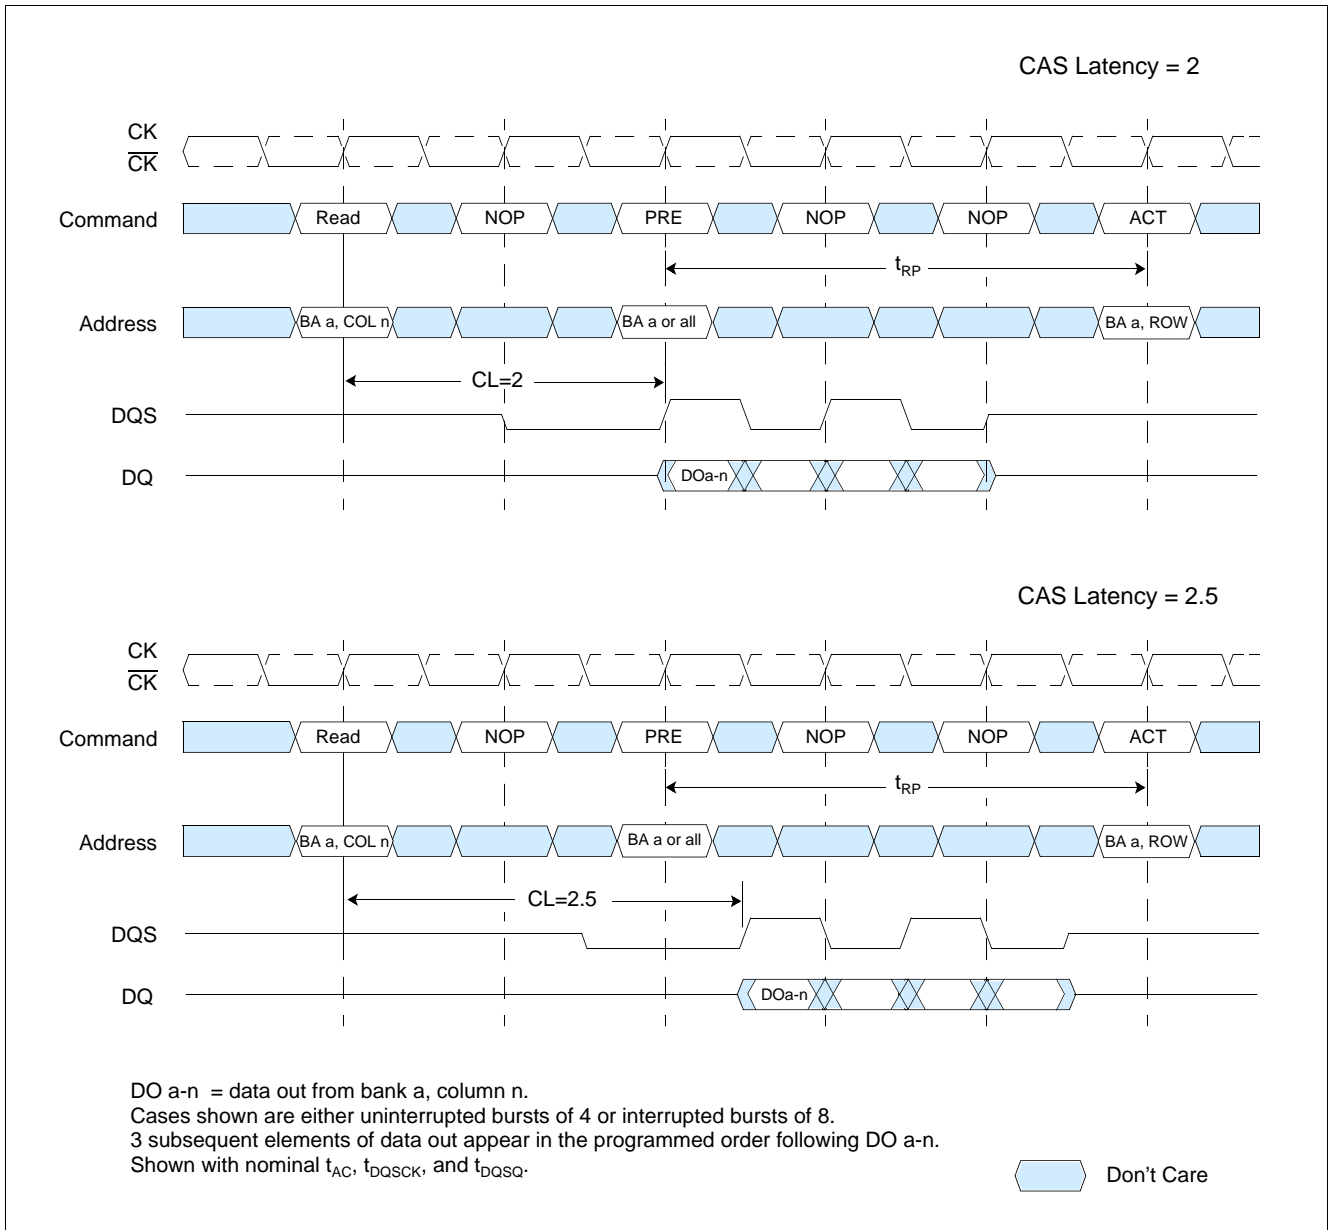 CAS Latency = 2
CK
CK
Command Read NOP PRE NOP NOP ACT
tRP
Address BA a, COL n BA a or all BA a, ROW
CL=2
DQS
DQ DOa-n
CAS Latency = 2.5
CK
CK
Command Read NOP PRE NOP NOP ACT
tRP
Address BA a, COL n BA a or all BA a, ROW
CL=2.5
DQS
DQ DOa-n
DO a-n = data out from bank a, column n.
Cases shown are either uninterrupted bursts of 4 or interrupted bursts of 8.
3 subsequent elements of data out appear in the programmed order following DO a-n.
Shown with nominal tAC, tDQSCK, and tDQSQ.
Don't Care